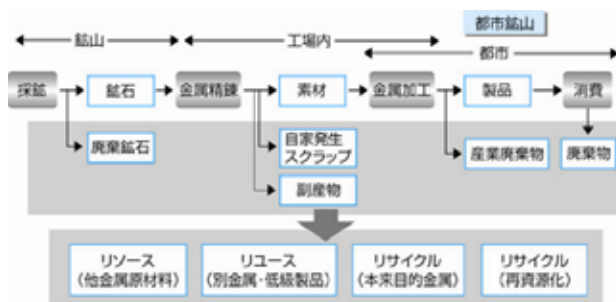 都市鉱山
鉱山
工場内
都市
採鉱
鉱石
金属精錬
素材
金属加工
製品
消費
廃棄鉱石
自家発生
スクラップ
産業廃棄物
廃棄物
副産物
リソース
(他金属原材料)
リユース
(別金属・低級製品)
リサイクル
(本来目的金属)
リサイクル
(再資源化)